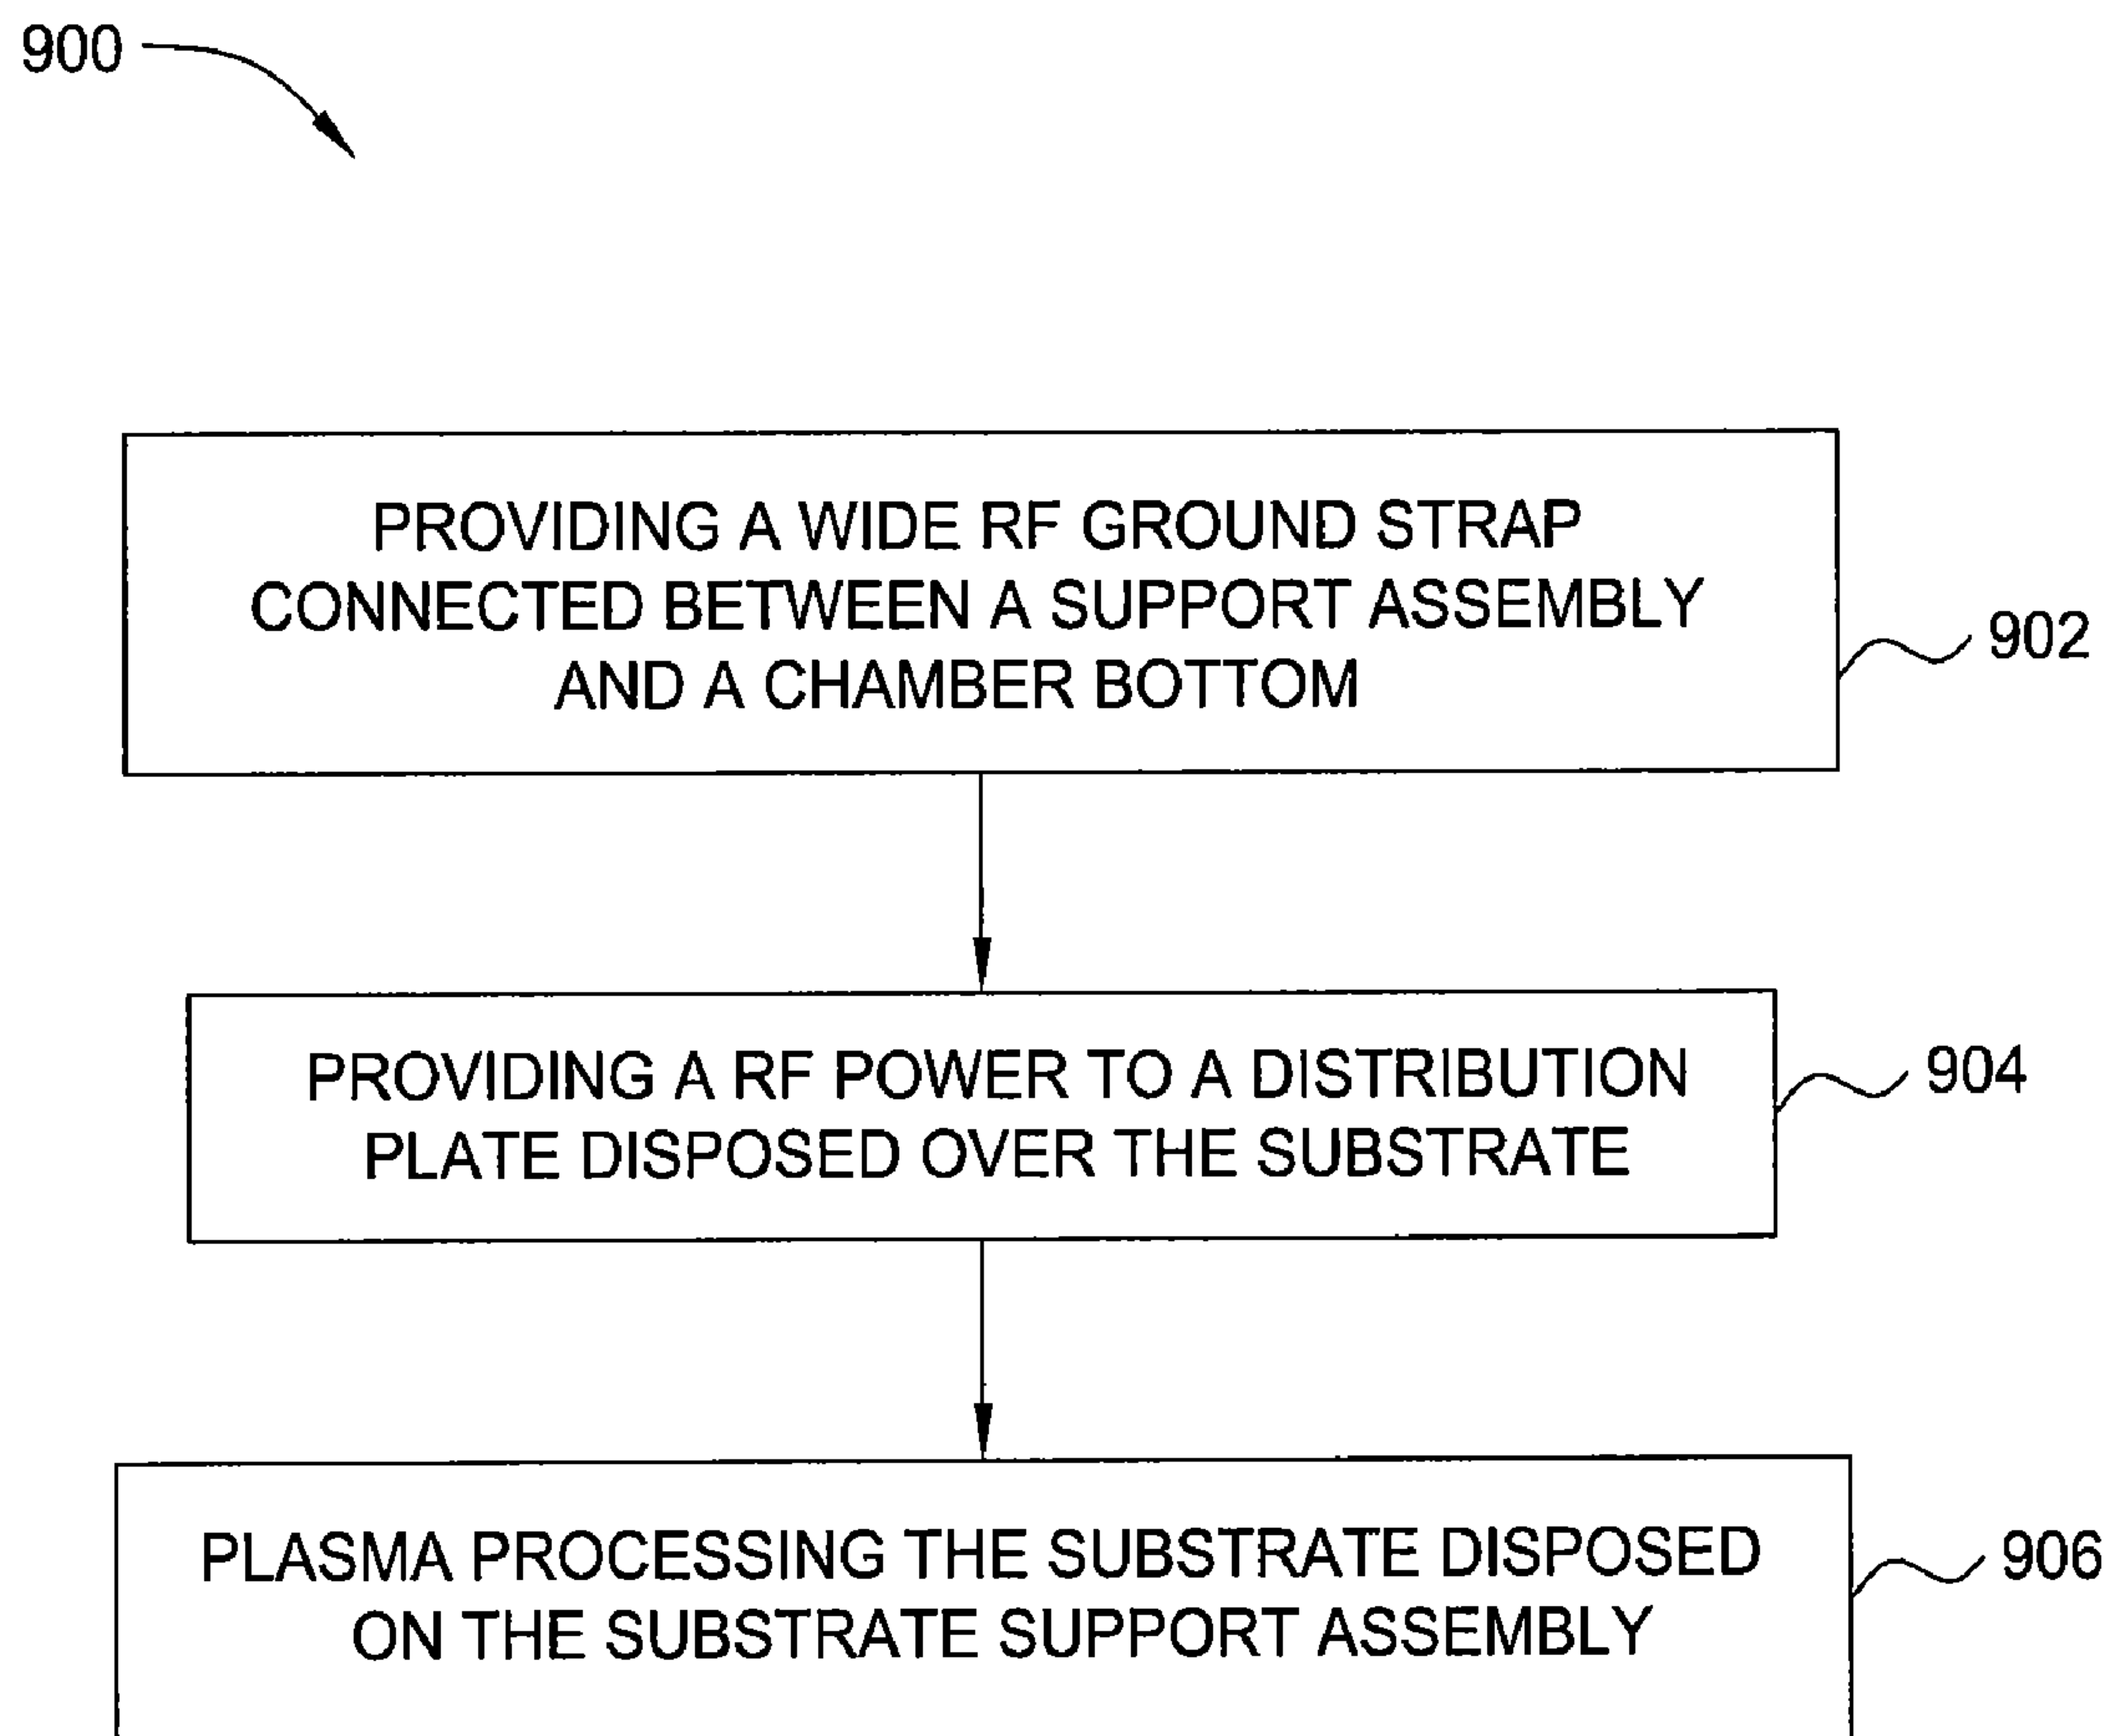 900
PROVIDING A WIDE RF GROUND STRAP
CONNECTED BETWEEN A SUPPORT ASSEMBLY
AND A CHAMBER BOTTOM
902
PROVIDING A RF POWER TO A DISTRIBUTION
PLATE DISPOSED OVER THE SUBSTRATE
904
PLASMA PROCESSING THE SUBSTRATE DISPOSED
ON THE SUBSTRATE SUPPORT ASSEMBLY
906